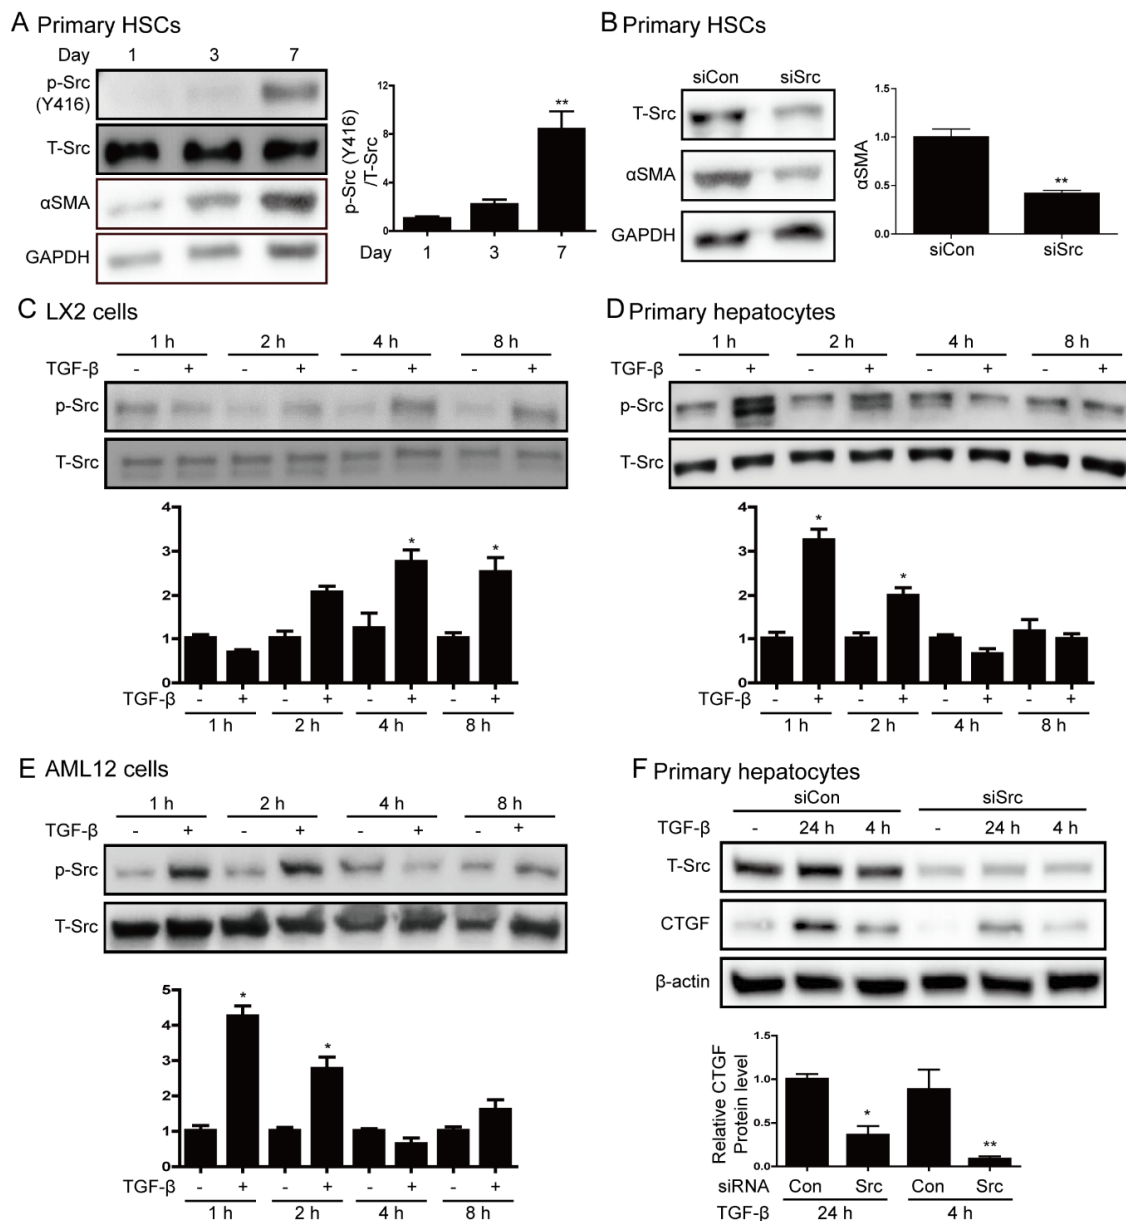 A Primary HSCs
Day 1 3 7
p-Src
(Y416)
T-Src
αSMA
GAPDH
p-Src (Y416)
/T-Src
12
8
4
0
**
Day 1 3 7
B Primary HSCs
siCon siSrc
T-Src
αSMA
GAPDH
αSMA
1.5
1.0
0.5
0.0
**
siCon siSrc
C LX2 cells
1 h 2 h 4 h 8 h
TGF-β - + - + - + - +
p-Src
T-Src
4
3
2
1
0
* *
TGF-β - + - + - + - +
1 h 2 h 4 h 8 h
D Primary hepatocytes
1 h 2 h 4 h 8 h
TGF-β - + - + - + - +
p-Src
T-Src
4
3
2
1
0
* *
TGF-β - + - + - + - +
1 h 2 h 4 h 8 h
E AML12 cells
1 h 2 h 4 h 8 h
TGF-β - + - + - + - +
p-Src
T-Src
5
4
3
2
1
0
* *
TGF-β - + - + - + - +
1 h 2 h 4 h 8 h
F Primary hepatocytes
siCon siSrc
TGF-β - 24 h 4 h - 24 h 4 h
T-Src
CTGF
β-actin
Relative CTGF
Protein level
1.5
1.0
0.5
0.0
* **
siRNA Con Src Con Src
TGF-β 24 h 4 h